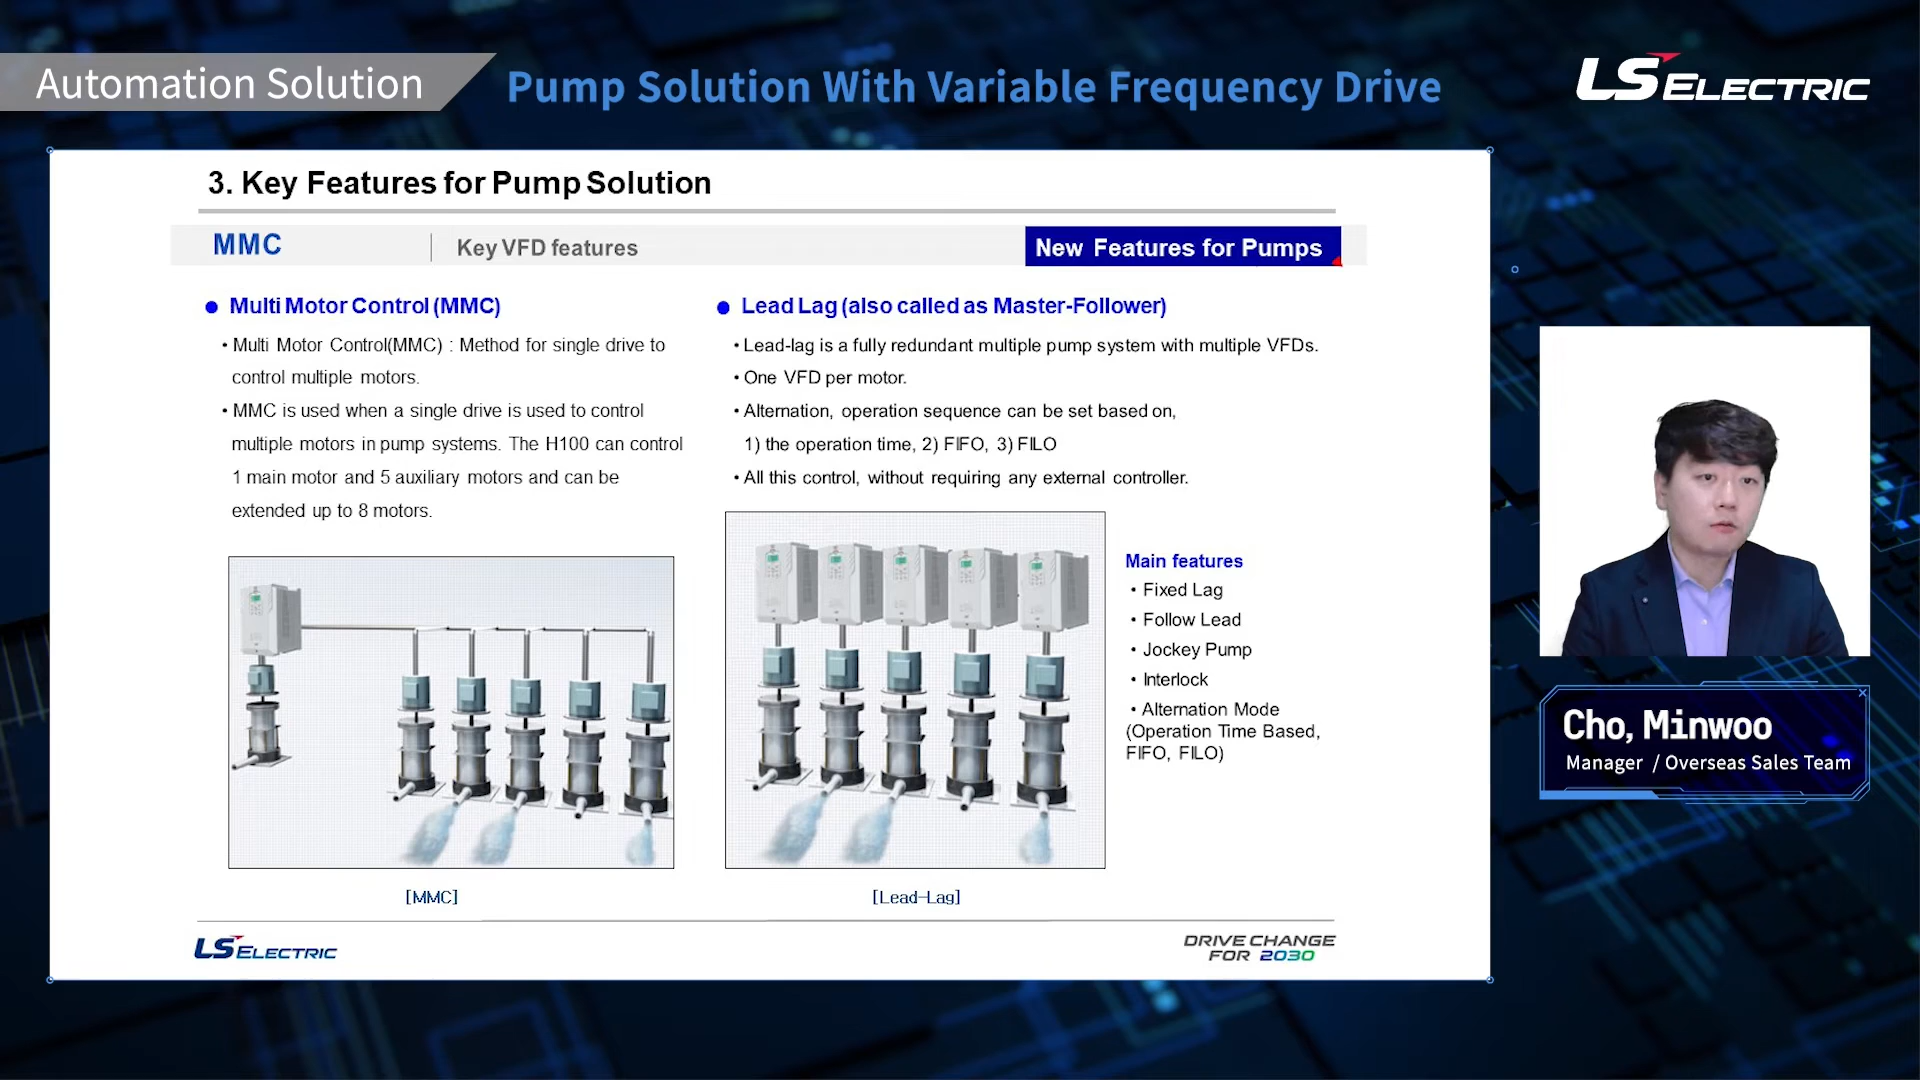 Automation Solution
Pump Solution With Variable Frequency Drive
LS ELECTRIC
3. Key Features for Pump Solution
MMC
Key VFD features
New Features for Pumps
● Multi Motor Control (MMC)
• Multi Motor Control(MMC) : Method for single drive to
control multiple motors.
• MMC is used when a single drive is used to control
multiple motors in pump systems. The H100 can control
1 main motor and 5 auxiliary motors and can be
extended up to 8 motors.
[MMC]
● Lead Lag (also called as Master-Follower)
• Lead-lag is a fully redundant multiple pump system with multiple VFDs.
• One VFD per motor.
• Alternation, operation sequence can be set based on,
1) the operation time, 2) FIFO, 3) FILO
• All this control, without requiring any external controller.
[Lead-Lag]
Main features
• Fixed Lag
• Follow Lead
• Jockey Pump
• Interlock
• Alternation Mode
(Operation Time Based,
FIFO, FILO)
LS ELECTRIC
DRIVE CHANGE
FOR 2030
Cho, Minwoo
Manager / Overseas Sales Team